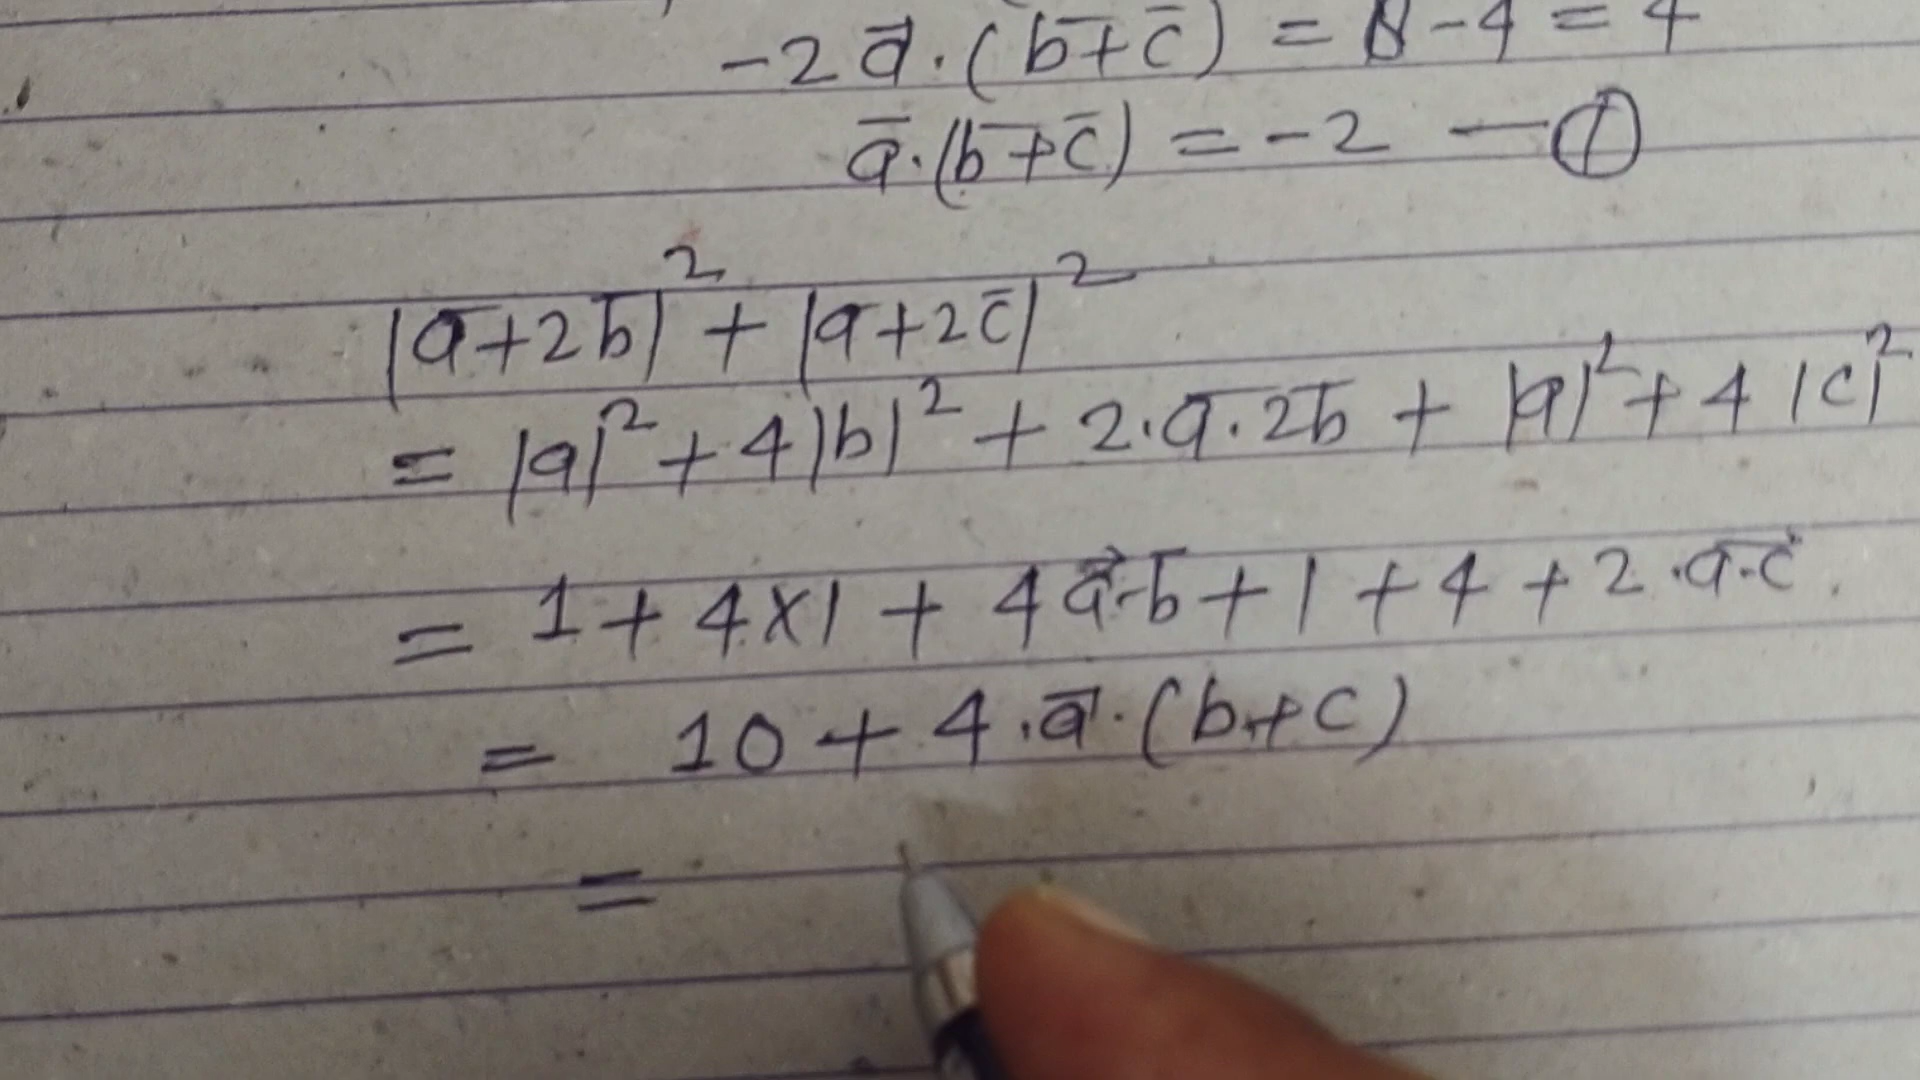 -2 a⃗.(b̅+c̅) = 8-4 = 4
a̅.(b̅+c̅) = -2 — ①
|a̅+2b̅|² + |a+2c̅|²
= |a|² + 4|b|² + 2.a̅.2b̅ + |a|² + 4|c|²
= 1 + 4×1 + 4a⃗.b̅ + 1 + 4 + 2.a̅.c̅.
= 10 + 4.a̅.(b+c)
=